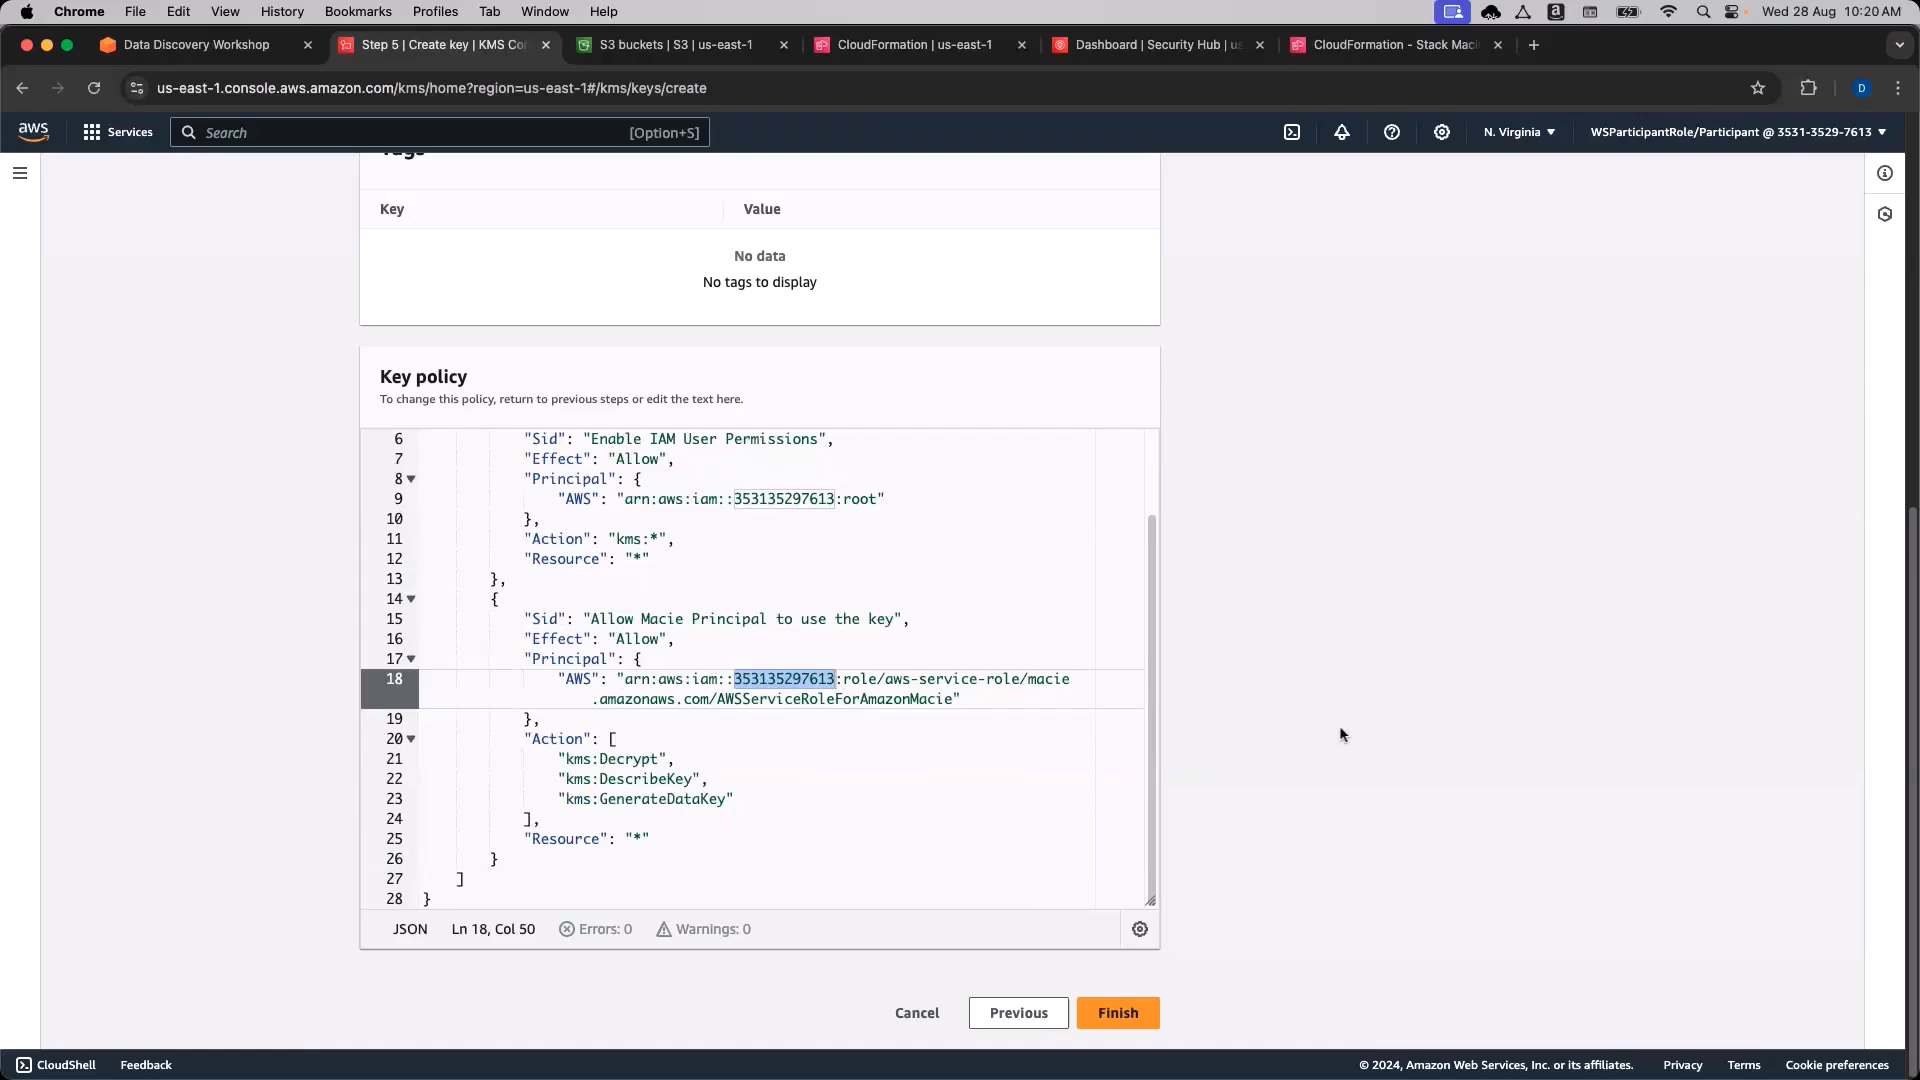 Chrome File Edit View History Bookmarks Profiles Tab Window Help Wed 28 Aug 10:20 AM
Data Discovery Workshop
Step 5 | Create key | KMS Co
S3 buckets | S3 | us-east-1
CloudFormation | us-east-1
Dashboard | Security Hub | us
CloudFormation - Stack Maci
us-east-1.console.aws.amazon.com/kms/home?region=us-east-1#/kms/keys/create
D
aws Services Search [Option+S] N. Virginia WSParticipantRole/Participant @ 3531-3529-7613
Tags
Key Value
No data
No tags to display
Key policy
To change this policy, return to previous steps or edit the text here.
6 "Sid": "Enable IAM User Permissions",
7 "Effect": "Allow",
8 "Principal": {
9 "AWS": "arn:aws:iam::353135297613:root"
10 },
11 "Action": "kms:*",
12 "Resource": "*"
13 },
14 {
15 "Sid": "Allow Macie Principal to use the key",
16 "Effect": "Allow",
17 "Principal": {
18 "AWS": "arn:aws:iam::353135297613:role/aws-service-role/macie
.amazonaws.com/AWSServiceRoleForAmazonMacie"
19 },
20 "Action": [
21 "kms:Decrypt",
22 "kms:DescribeKey",
23 "kms:GenerateDataKey"
24 ],
25 "Resource": "*"
26 }
27 ]
28 }
JSON Ln 18, Col 50 Errors: 0 Warnings: 0
Cancel Previous Finish
CloudShell Feedback © 2024, Amazon Web Services, Inc. or its affiliates. Privacy Terms Cookie preferences